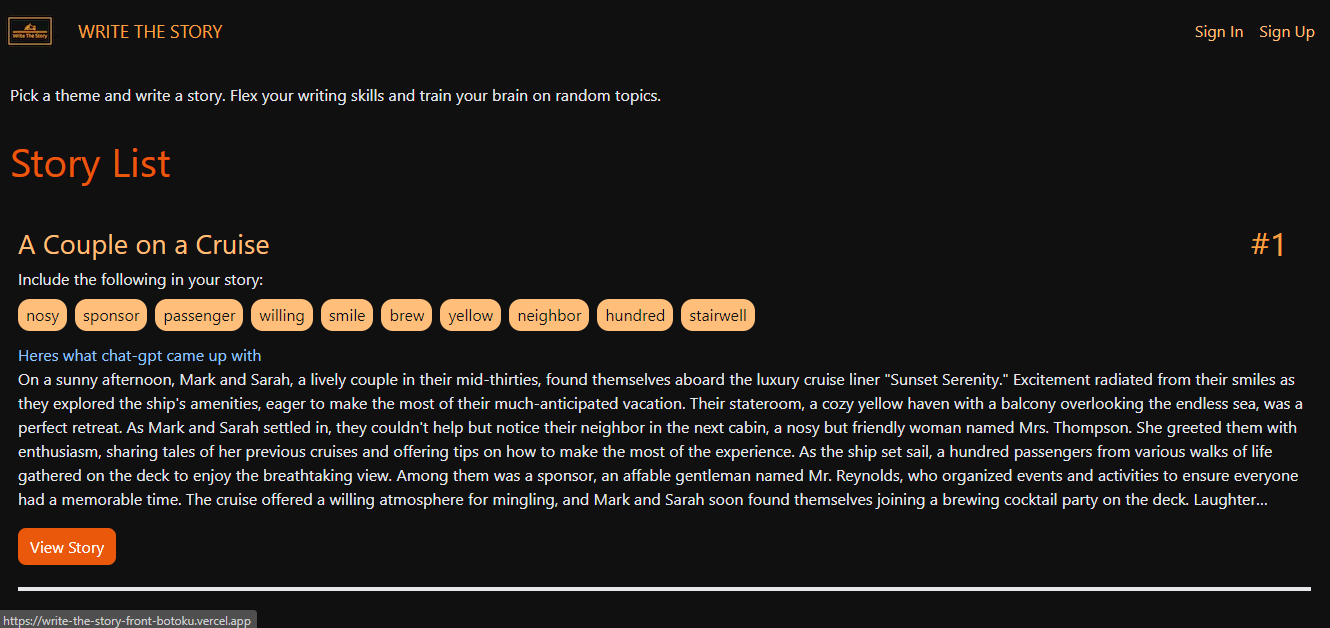 Write The Story
WRITE THE STORY
Sign In
Sign Up
Pick a theme and write a story. Flex your writing skills and train your brain on random topics.
Story List
A Couple on a Cruise
#1
Include the following in your story:
nosy sponsor passenger willing smile brew yellow neighbor hundred stairwell
Heres what chat-gpt came up with
On a sunny afternoon, Mark and Sarah, a lively couple in their mid-thirties, found themselves aboard the luxury cruise liner "Sunset Serenity." Excitement radiated from their smiles as
they explored the ship's amenities, eager to make the most of their much-anticipated vacation. Their stateroom, a cozy yellow haven with a balcony overlooking the endless sea, was a
perfect retreat. As Mark and Sarah settled in, they couldn't help but notice their neighbor in the next cabin, a nosy but friendly woman named Mrs. Thompson. She greeted them with
enthusiasm, sharing tales of her previous cruises and offering tips on how to make the most of the experience. As the ship set sail, a hundred passengers from various walks of life
gathered on the deck to enjoy the breathtaking view. Among them was a sponsor, an affable gentleman named Mr. Reynolds, who organized events and activities to ensure everyone
had a memorable time. The cruise offered a willing atmosphere for mingling, and Mark and Sarah soon found themselves joining a brewing cocktail party on the deck. Laughter...
View Story
https://write-the-story-front-botoku.vercel.app